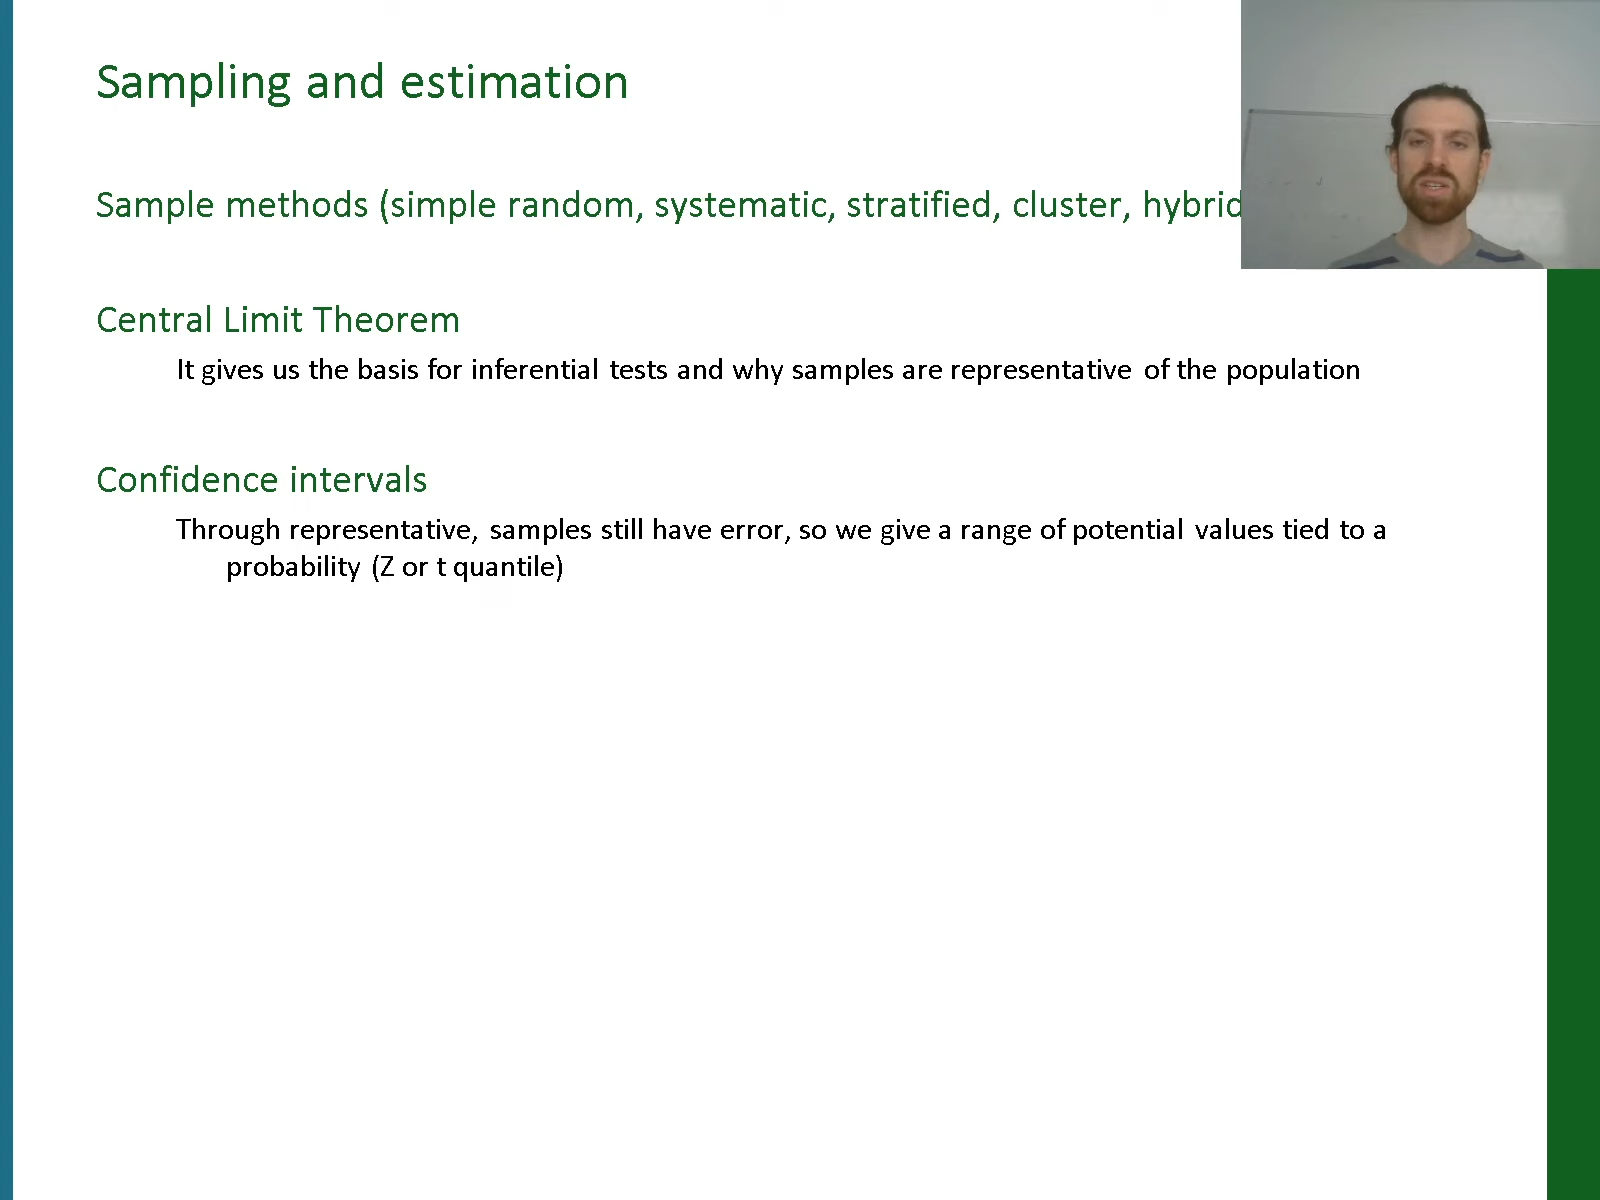 Sampling and estimation
Sample methods (simple random, systematic, stratified, cluster, hybrid
Central Limit Theorem
It gives us the basis for inferential tests and why samples are representative of the population
Confidence intervals
Through representative, samples still have error, so we give a range of potential values tied to a
probability (Z or t quantile)